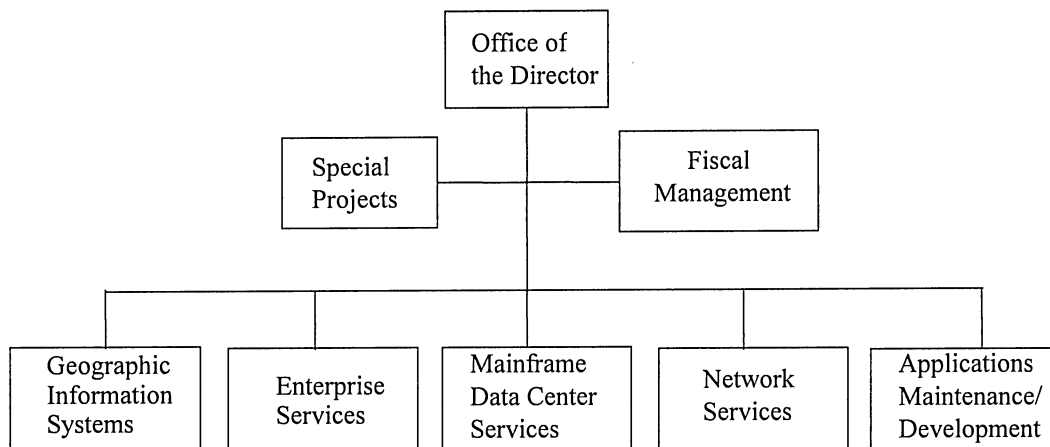 Office of
the Director
Special
Projects
Fiscal
Management
Geographic
Information
Systems
Enterprise
Services
Mainframe
Data Center
Services
Network
Services
Applications
Maintenance/
Development